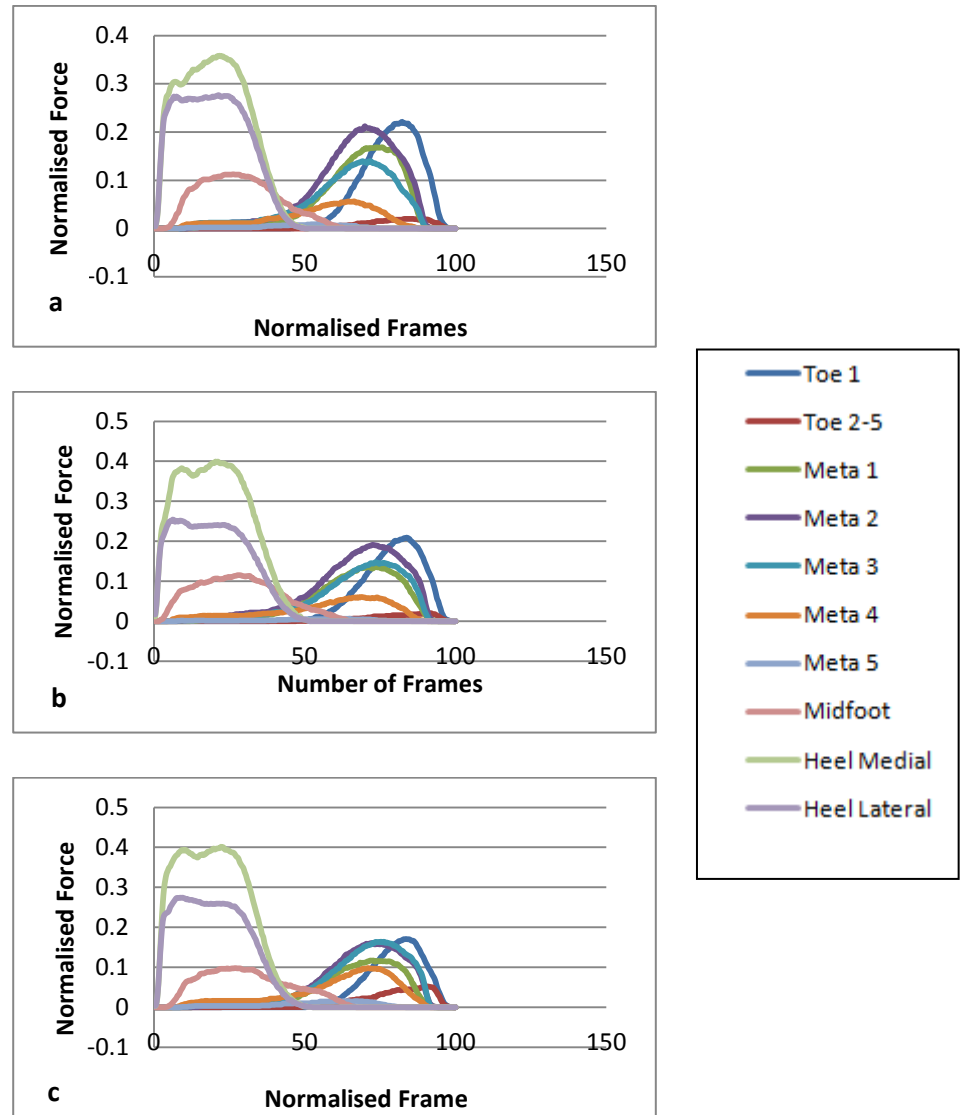 0.4
0.3
0.2
0.1
0
-0.1
0 50 100 150
Normalised Force
a
Normalised Frames
0.5
0.4
0.3
0.2
0.1
0
-0.1
0 50 100 150
Normalised Force
b
Number of Frames
0.5
0.4
0.3
0.2
0.1
0
-0.1
0 50 100 150
Normalised Force
c
Normalised Frame
Toe 1
Toe 2-5
Meta 1
Meta 2
Meta 3
Meta 4
Meta 5
Midfoot
Heel Medial
Heel Lateral